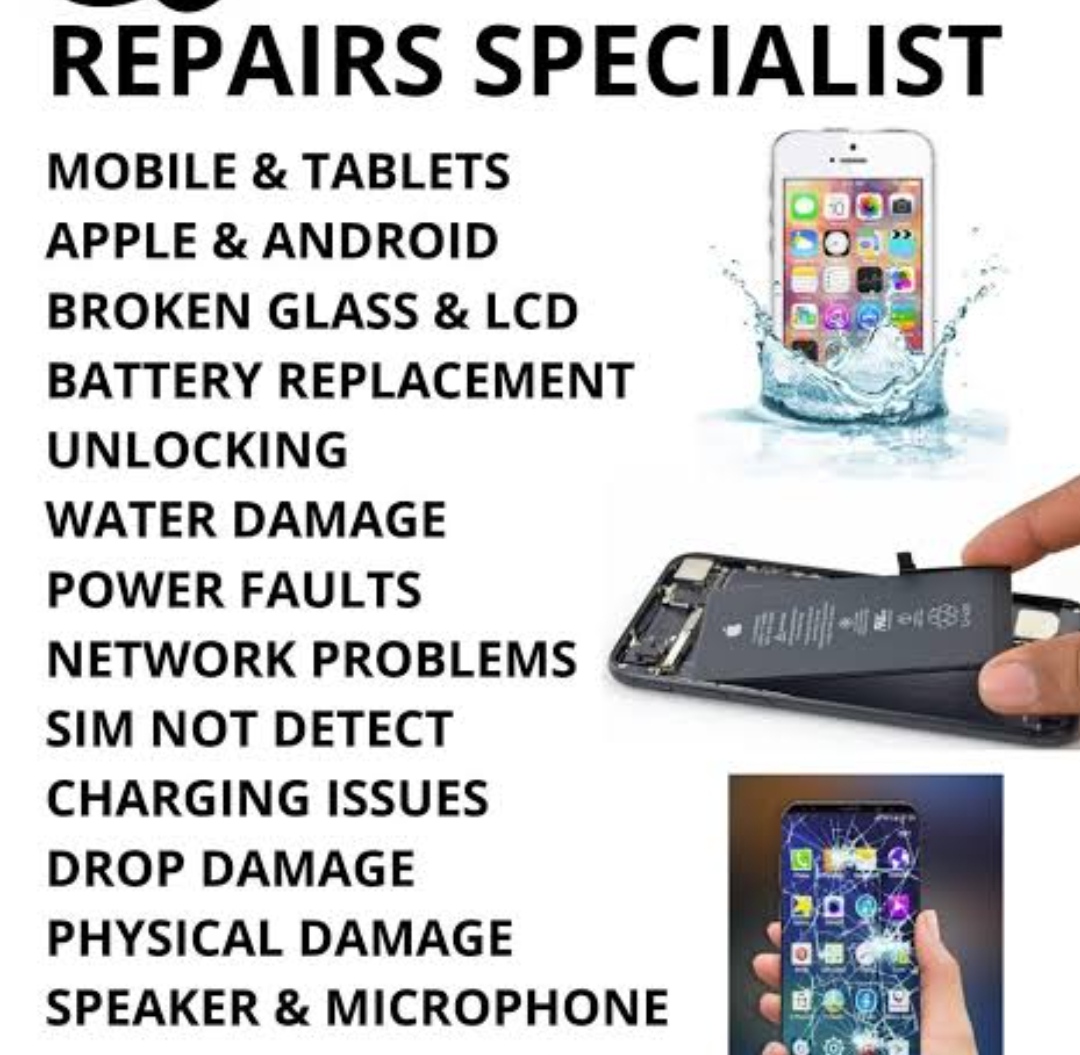 REPAIRS SPECIALIST
MOBILE & TABLETS
APPLE & ANDROID
BROKEN GLASS & LCD
BATTERY REPLACEMENT
UNLOCKING
WATER DAMAGE
POWER FAULTS
NETWORK PROBLEMS
SIM NOT DETECT
CHARGING ISSUES
DROP DAMAGE
PHYSICAL DAMAGE
SPEAKER & MICROPHONE